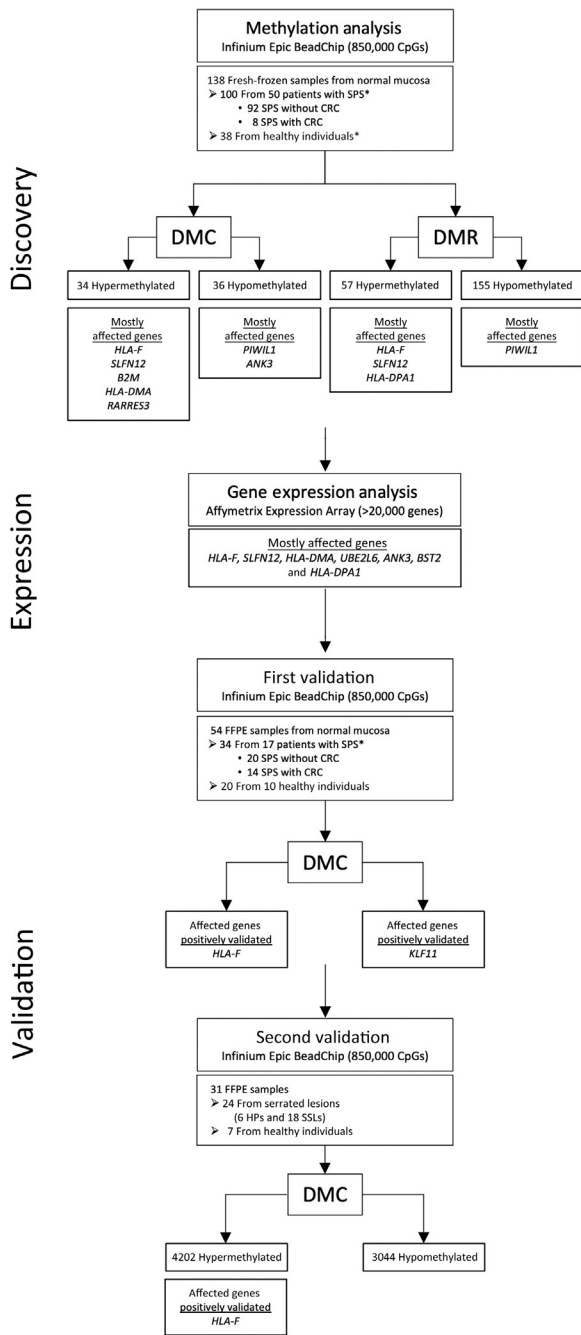 Discovery
Methylation analysis
Infinium Epic BeadChip (850,000 CpGs)
138 Fresh-frozen samples from normal mucosa
➢ 100 From 50 patients with SPS*
• 92 SPS without CRC
• 8 SPS with CRC
➢ 38 From healthy individuals*
DMC
DMR
34 Hypermethylated
36 Hypomethylated
57 Hypermethylated
155 Hypomethylated
Mostly
affected genes
HLA-F
SLFN12
B2M
HLA-DMA
RARRES3
Mostly
affected genes
PIWIL1
ANK3
Mostly
affected genes
HLA-F
SLFN12
HLA-DPA1
Mostly
affected genes
PIWIL1
Expression
Gene expression analysis
Affymetrix Expression Array (>20,000 genes)
Mostly affected genes
HLA-F, SLFN12, HLA-DMA, UBE2L6, ANK3, BST2
and HLA-DPA1
Validation
First validation
Infinium Epic BeadChip (850,000 CpGs)
54 FFPE samples from normal mucosa
➢ 34 From 17 patients with SPS*
• 20 SPS without CRC
• 14 SPS with CRC
➢ 20 From 10 healthy individuals
DMC
Affected genes
positively validated
HLA-F
Affected genes
positively validated
KLF11
Second validation
Infinium Epic BeadChip (850,000 CpGs)
31 FFPE samples
➢ 24 From serrated lesions
(6 HPs and 18 SSLs)
➢ 7 From healthy individuals
DMC
4202 Hypermethylated
3044 Hypomethylated
Affected genes
positively validated
HLA-F